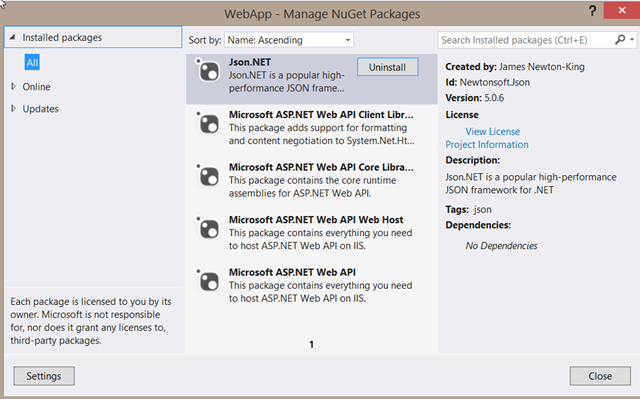 WebApp - Manage NuGet Packages
?
Installed packages
All
Online
Updates
Each package is licensed to you by its
owner. Microsoft is not responsible
for, nor does it grant any licenses to,
third-party packages.
Settings
Sort by: Name: Ascending
Json.NET
Uninstall
Json.NET is a popular high-
performance JSON frame...
Microsoft ASP.NET Web API Client Libr...
This package adds support for formatting
and content negotiation to System.Net.Ht...
Microsoft ASP.NET Web API Core Libra...
This package contains the core runtime
assemblies for ASP.NET Web API.
Microsoft ASP.NET Web API Web Host
This package contains everything you need
to host ASP.NET Web API on IIS.
Microsoft ASP.NET Web API
This package contains everything you need
to host ASP.NET Web API on IIS.
1
Search Installed packages (Ctrl+E)
Created by: James Newton-King
Id: Newtonsoft.Json
Version: 5.0.6
License
View License
Project Information
Description:
Json.NET is a popular high-performance
JSON framework for .NET
Tags: json
Dependencies:
No Dependencies
Close